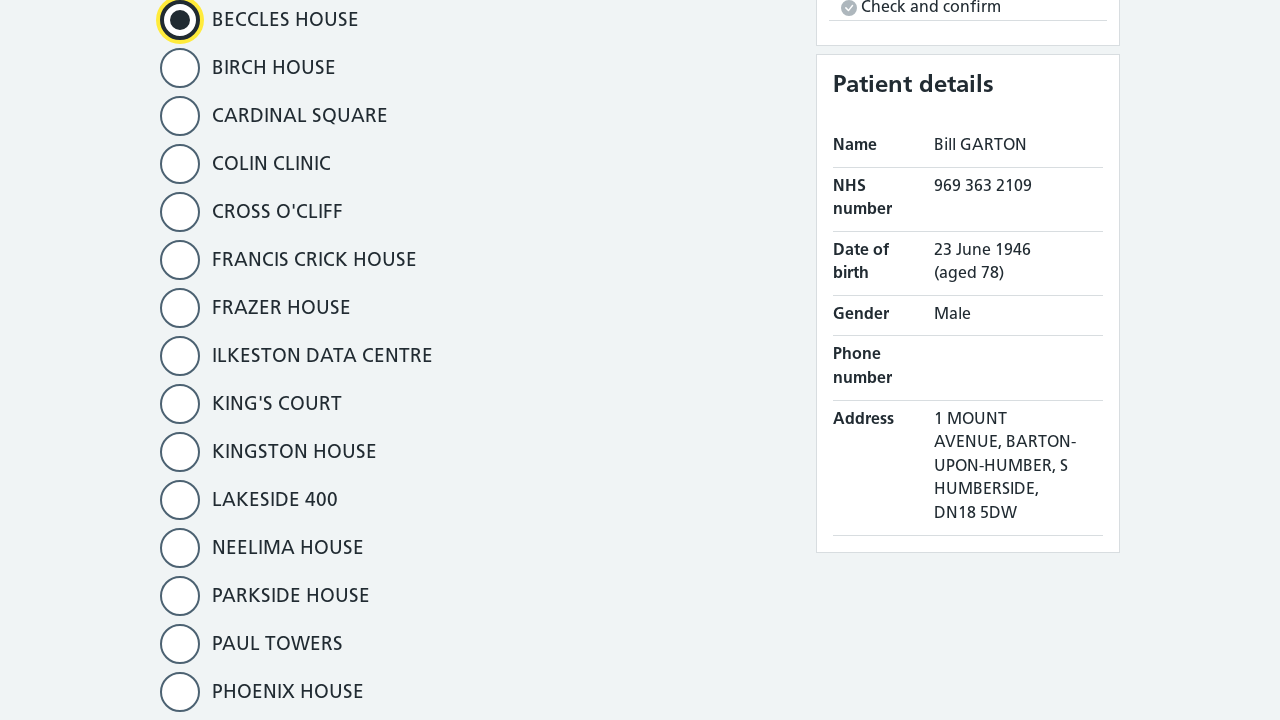 BECCLES HOUSE
BIRCH HOUSE
CARDINAL SQUARE
COLIN CLINIC
CROSS O'CLIFF
FRANCIS CRICK HOUSE
FRAZER HOUSE
ILKESTON DATA CENTRE
KING'S COURT
KINGSTON HOUSE
LAKESIDE 400
NEELIMA HOUSE
PARKSIDE HOUSE
PAUL TOWERS
PHOENIX HOUSE
Check and confirm
Patient details
Name Bill GARTON
NHS number 969 363 2109
Date of birth 23 June 1946 (aged 78)
Gender Male
Phone number
Address 1 MOUNT
AVENUE, BARTON-
UPON-HUMBER, S
HUMBERSIDE,
DN18 5DW